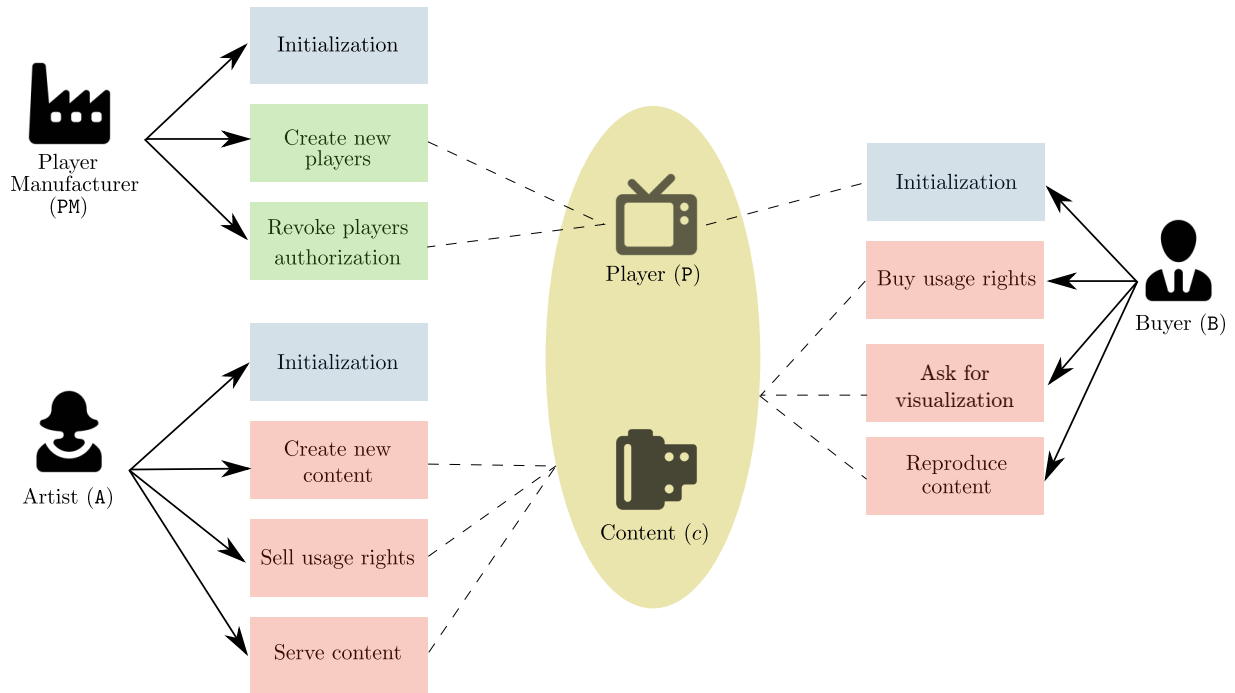 Initialization
Create new
players
Revoke players
authorization
Player
Manufacturer
(PM)
Initialization
Create new
content
Sell usage rights
Serve content
Artist (A)
Player (P)
Content (c)
Initialization
Buy usage rights
Ask for
visualization
Reproduce
content
Buyer (B)